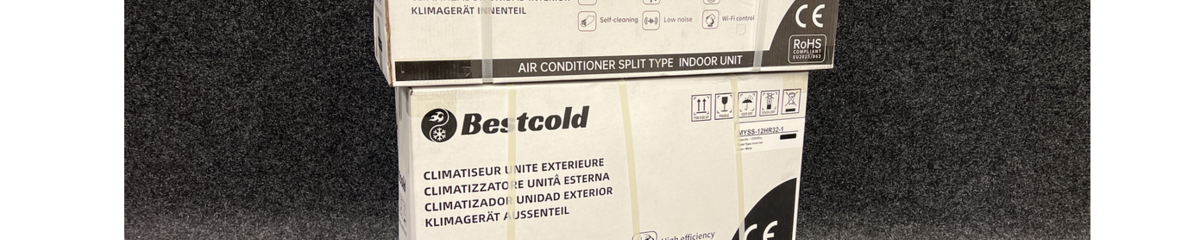 KLIMAGERÄT INNENTEIL
Self-cleaning
Low noise
Wi-Fi control
CE
RoHS
COMPLIANT
AIR CONDITIONER SPLIT TYPE INDOOR UNIT
Bestcold
MYSS-12HR32-1
CLIMATISEUR UNITE EXTERIEURE
CLIMATIZZATORE UNITÂ ESTERNA
CLIMATIZADOR UNIDAD EXTERIOR
KLIMAGERÄT AUSSENTEIL
High efficiency
CE